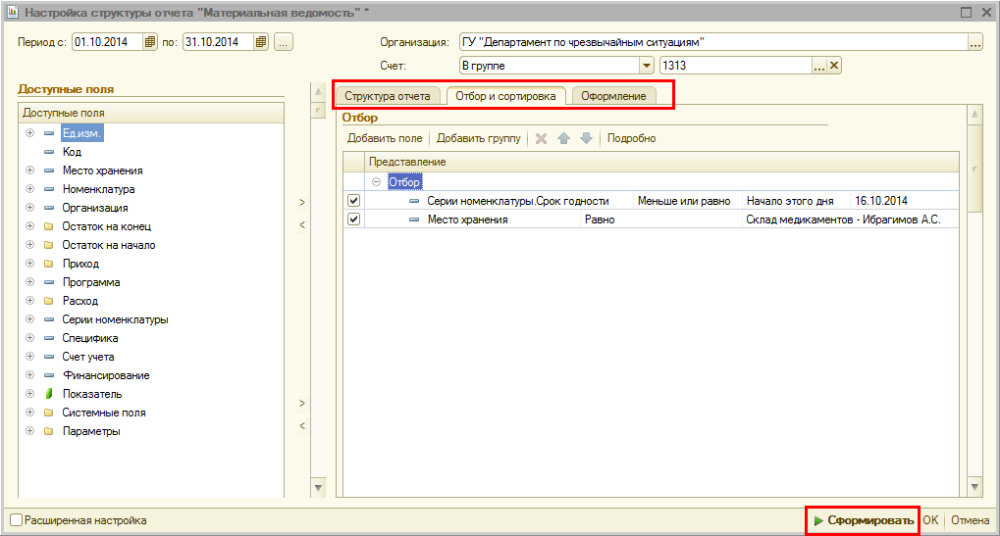 Настройка структуры отчета "Материальная ведомость" *
Период с: 01.10.2014 по: 31.10.2014 ...
Организация: ГУ "Департамент по чрезвычайным ситуациям" ...
Счет: В группе 1313 ...
Доступные поля
Доступные поля
Ед.изм.
Код
Место хранения
Номенклатура
Организация
Остаток на конец
Остаток на начало
Приход
Программа
Расход
Серии номенклатуры
Специфика
Счет учета
Финансирование
Показатель
Системные поля
Параметры
>
<
>
<
Структура отчета Отбор и сортировка Оформление
Отбор
Добавить поле Добавить группу Подробно
Представление
Отбор
Серии номенклатуры.Срок годности Меньше или равно Начало этого дня 16.10.2014
Место хранения Равно Склад медикаментов - Ибрагимов А.С.
Расширенная настройка
Сформировать OK Отмена